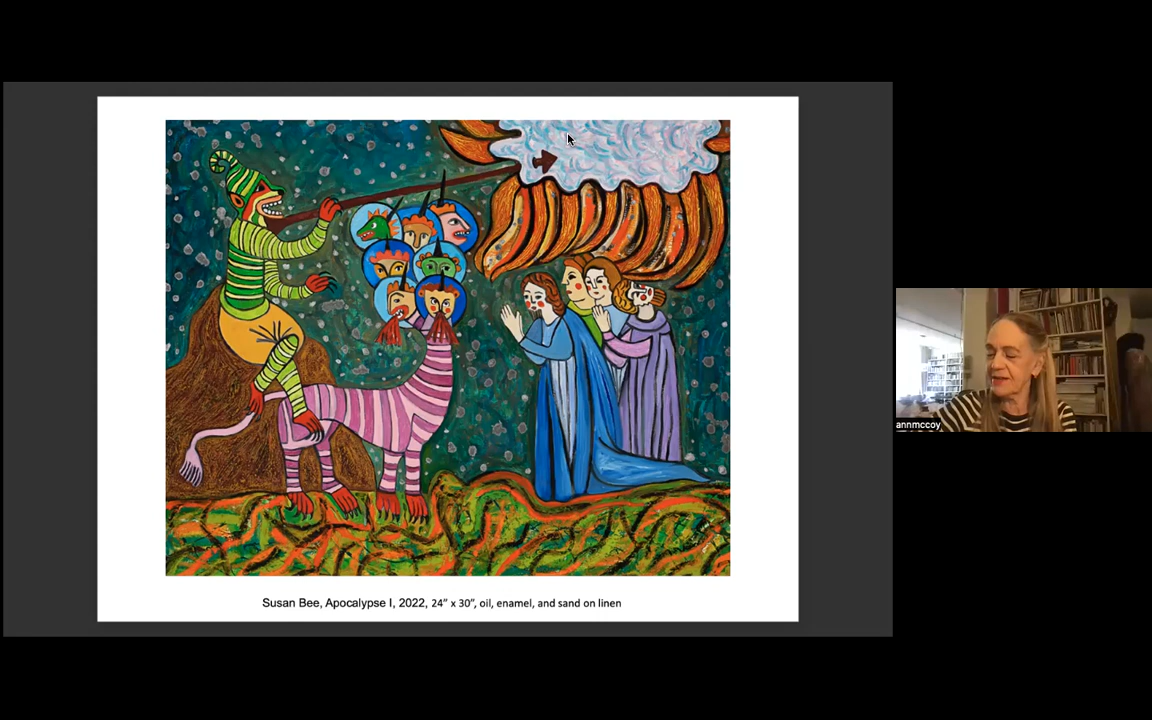 Susan Bee, Apocalypse I, 2022, 24" x 30", oil, enamel, and sand on linen
annmccoy